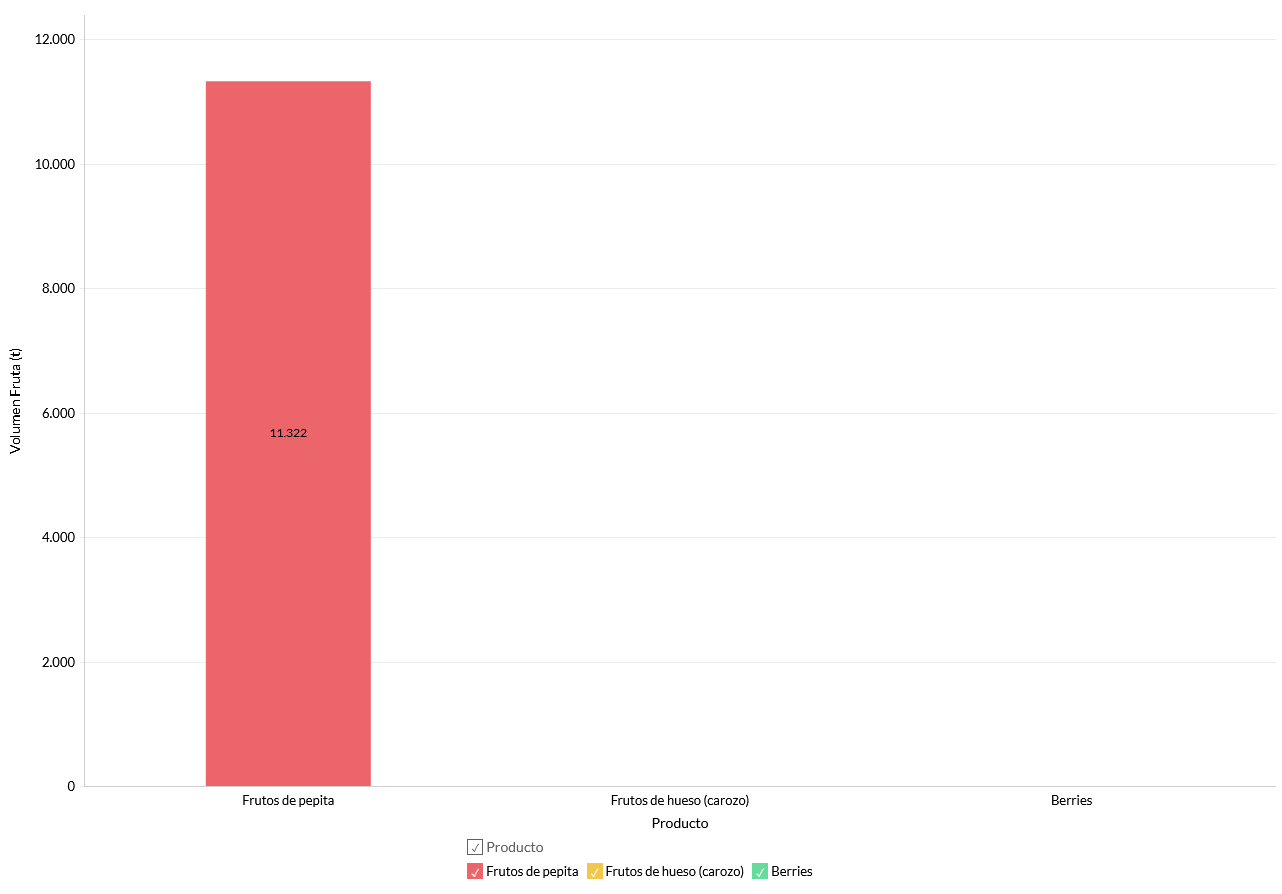 12.000
10.000
8.000
6.000
4.000
2.000
0
Volumen Fruta (t)
11.322
Frutos de pepita Frutos de hueso (carozo) Berries
Producto
Producto
Frutos de pepita Frutos de hueso (carozo) Berries